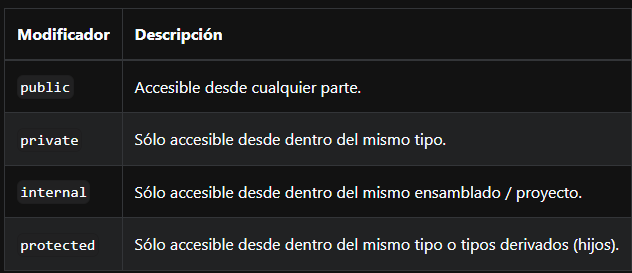 Modificador Descripción
public Accesible desde cualquier parte.
private Sólo accesible desde dentro del mismo tipo.
internal Sólo accesible desde dentro del mismo ensamblado / proyecto.
protected Sólo accesible desde dentro del mismo tipo o tipos derivados (hijos).